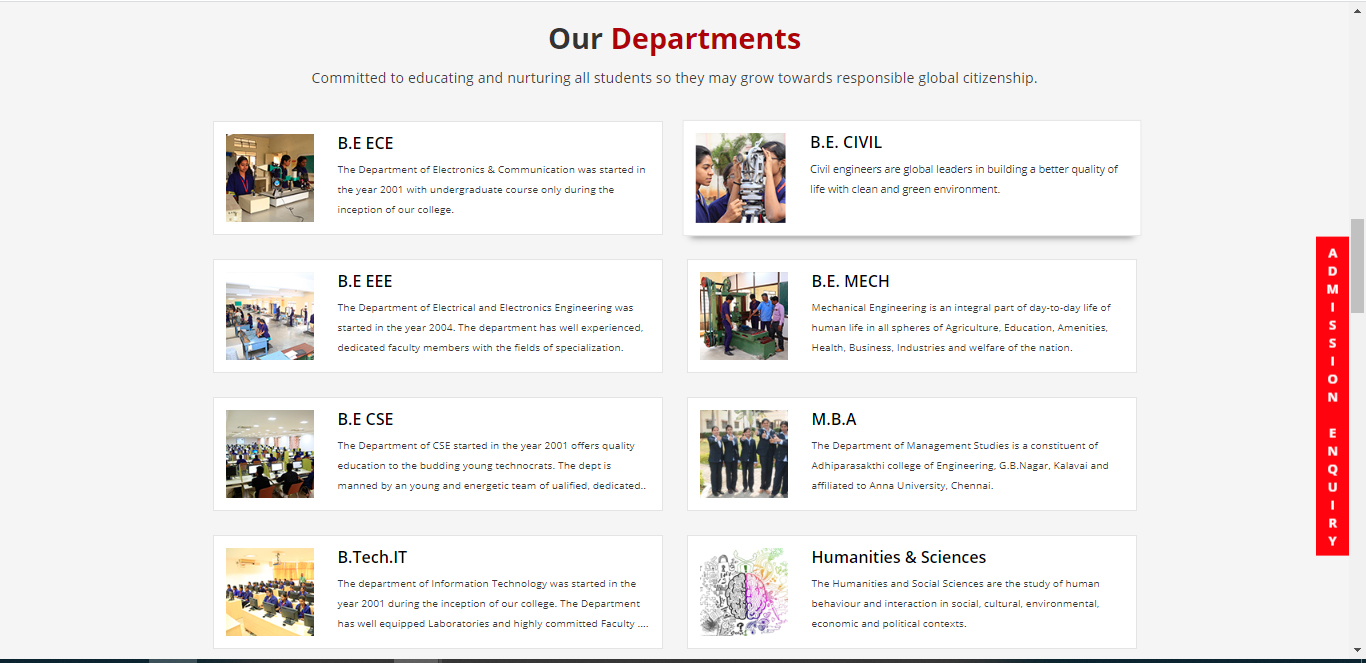 Our Departments
Committed to educating and nurturing all students so they may grow towards responsible global citizenship.
B.E ECE
The Department of Electronics & Communication was started in
the year 2001 with undergraduate course only during the
inception of our college.
B.E. CIVIL
Civil engineers are global leaders in building a better quality of
life with clean and green environment.
B.E EEE
The Department of Electrical and Electronics Engineering was
started in the year 2004. The department has well experienced,
dedicated faculty members with the fields of specialization.
B.E. MECH
Mechanical Engineering is an integral part of day-to-day life of
human life in all spheres of Agriculture, Education, Amenities,
Health, Business, Industries and welfare of the nation.
B.E CSE
The Department of CSE started in the year 2001 offers quality
education to the budding young technocrats. The dept is
manned by an young and energetic team of ualified, dedicated..
M.B.A
The Department of Management Studies is a constituent of
Adhiparasakthi college of Engineering, G.B.Nagar, Kalavai and
affiliated to Anna University, Chennai.
B.Tech.IT
The department of Information Technology was started in the
year 2001 during the inception of our college. The Department
has well equipped Laboratories and highly committed Faculty ....
Humanities & Sciences
The Humanities and Social Sciences are the study of human
behaviour and interaction in social, cultural, environmental,
economic and political contexts.
ADMISSION ENQUIRY